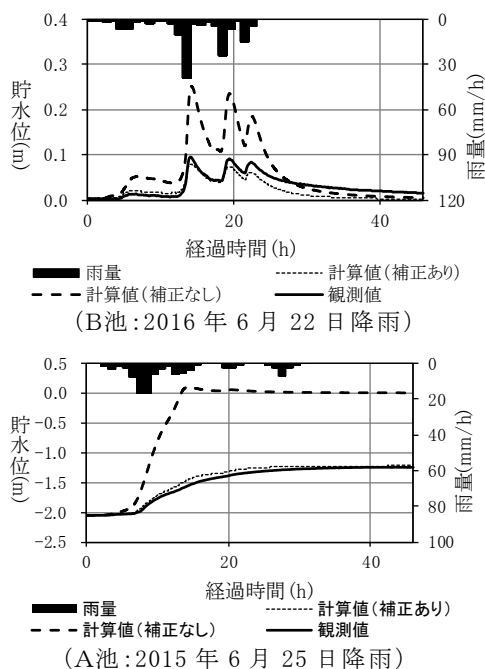 0.4
0.3
0.2
0.1
0.0
貯水位(m)
0
30
60
90
120
雨量(mm/h)
0
20
40
経過時間(h)
雨量
計算値(補正あり)
計算値(補正なし)
観測値
(B池:2016 年 6 月 22 日降雨)
0.5
0.0
-0.5
-1.0
-1.5
-2.0
-2.5
貯水位(m)
0
20
40
60
80
100
雨量(mm/h)
0
20
40
経過時間(h)
雨量
計算値(補正あり)
計算値(補正なし)
観測値
(A池:2015 年 6 月 25 日降雨)